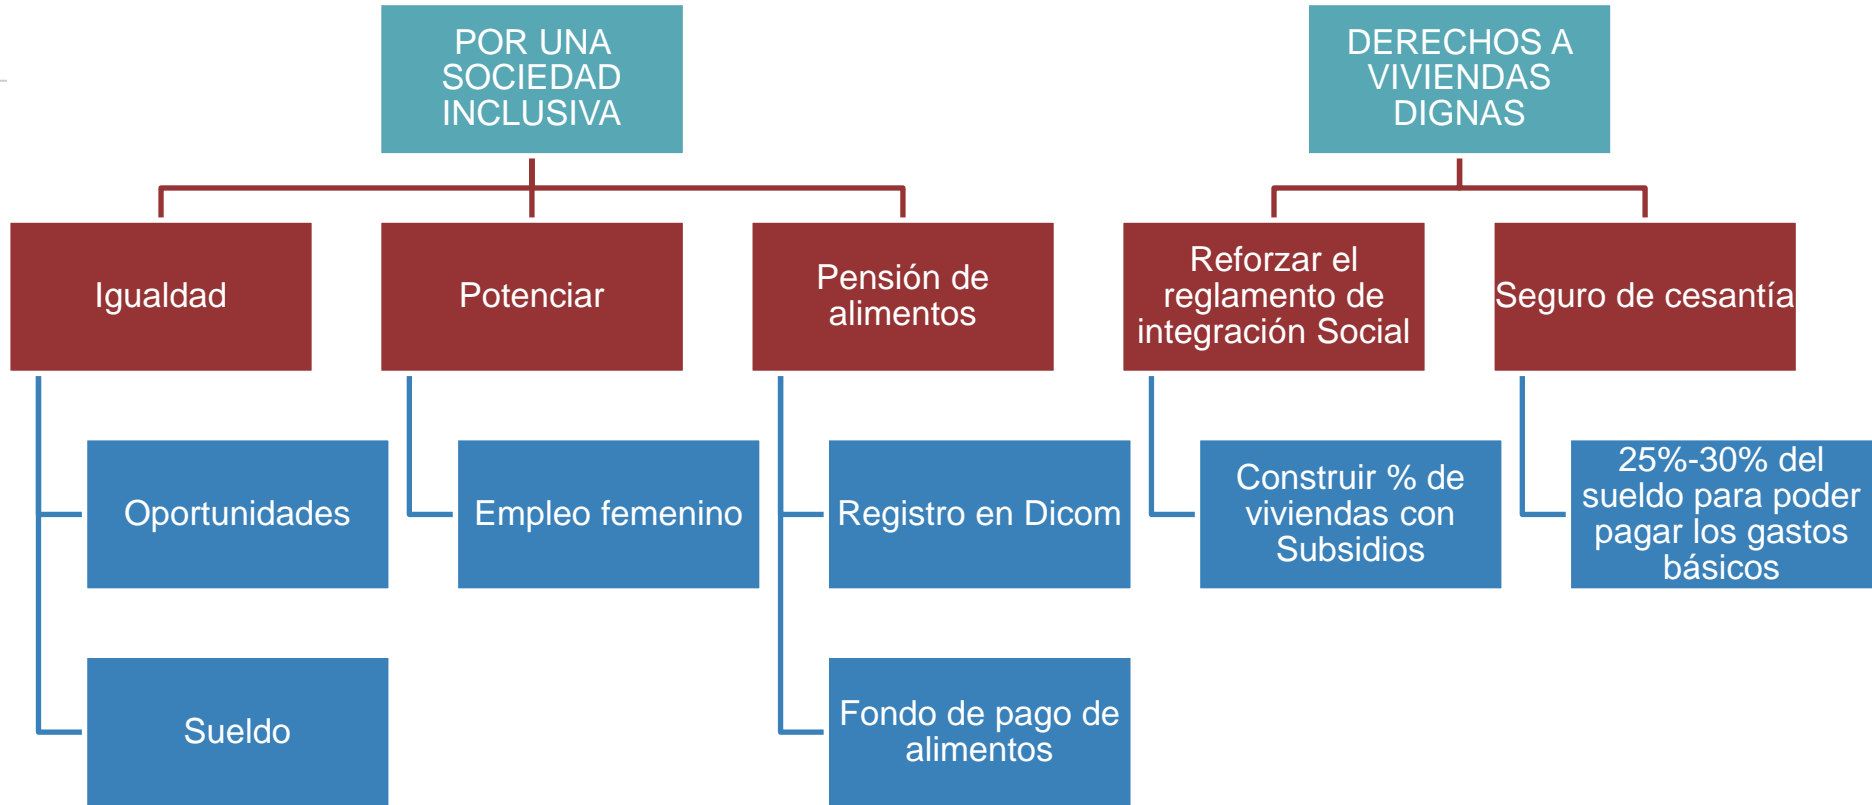 POR UNA
SOCIEDAD
INCLUSIVA
DERECHOS A
VIVIENDAS
DIGNAS
Igualdad
Potenciar
Pensión de
alimentos
Reforzar el
reglamento de
integración Social
Seguro de cesantía
Oportunidades
Empleo femenino
Registro en Dicom
Construir % de
viviendas con
Subsidios
25%-30% del
sueldo para poder
pagar los gastos
básicos
Sueldo
Fondo de pago de
alimentos